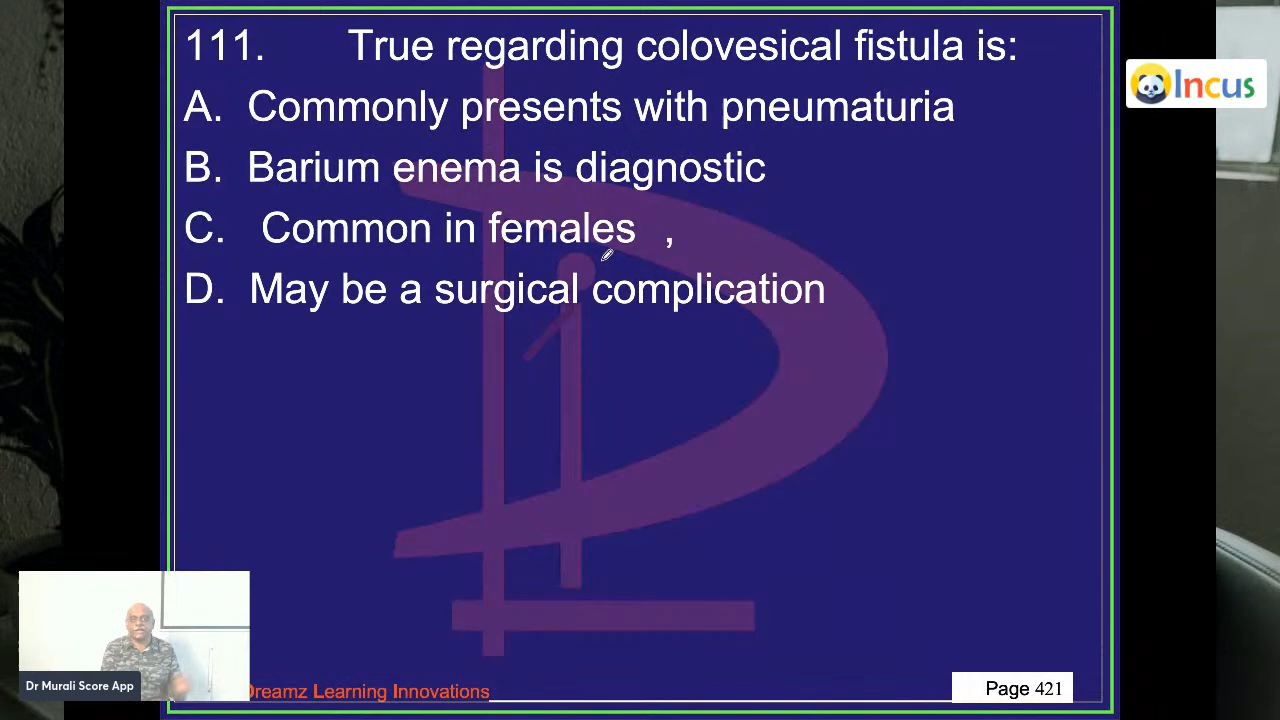 111. True regarding colovesical fistula is:
Incus
A. Commonly presents with pneumaturia
B. Barium enema is diagnostic
C. Common in females ,
D. May be a surgical complication
Dr Murali Score App
Dreamz Learning Innovations
Page 421